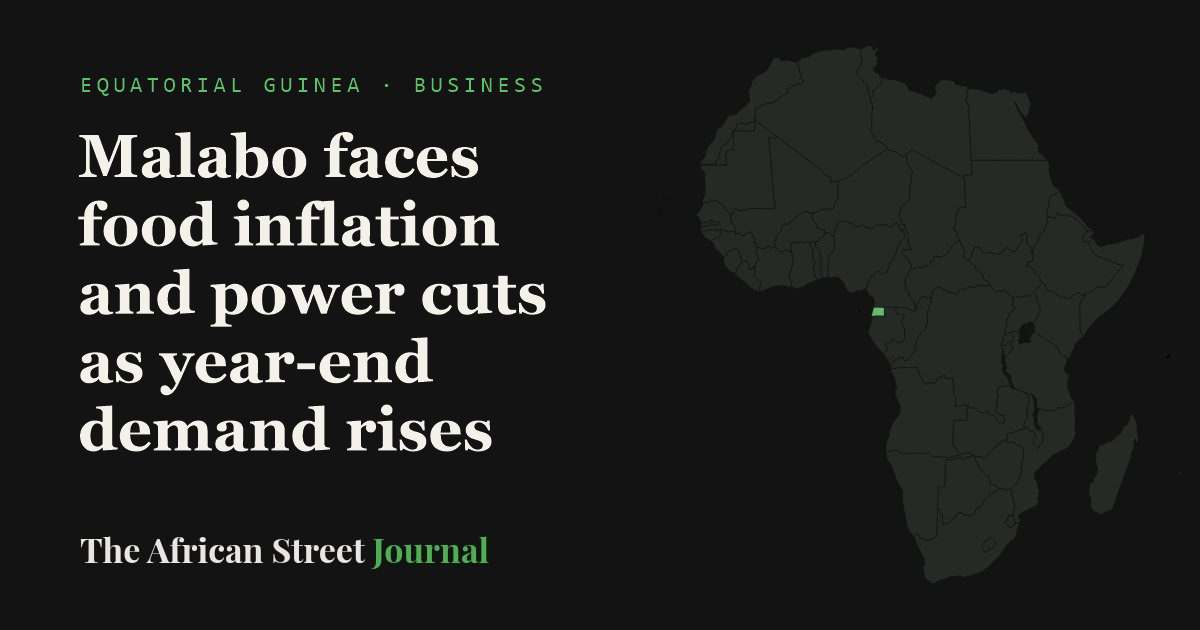 EQUATORIAL GUINEA · BUSINESS
Malabo faces
food inflation
and power cuts
as year-end
demand rises
The African Street Journal